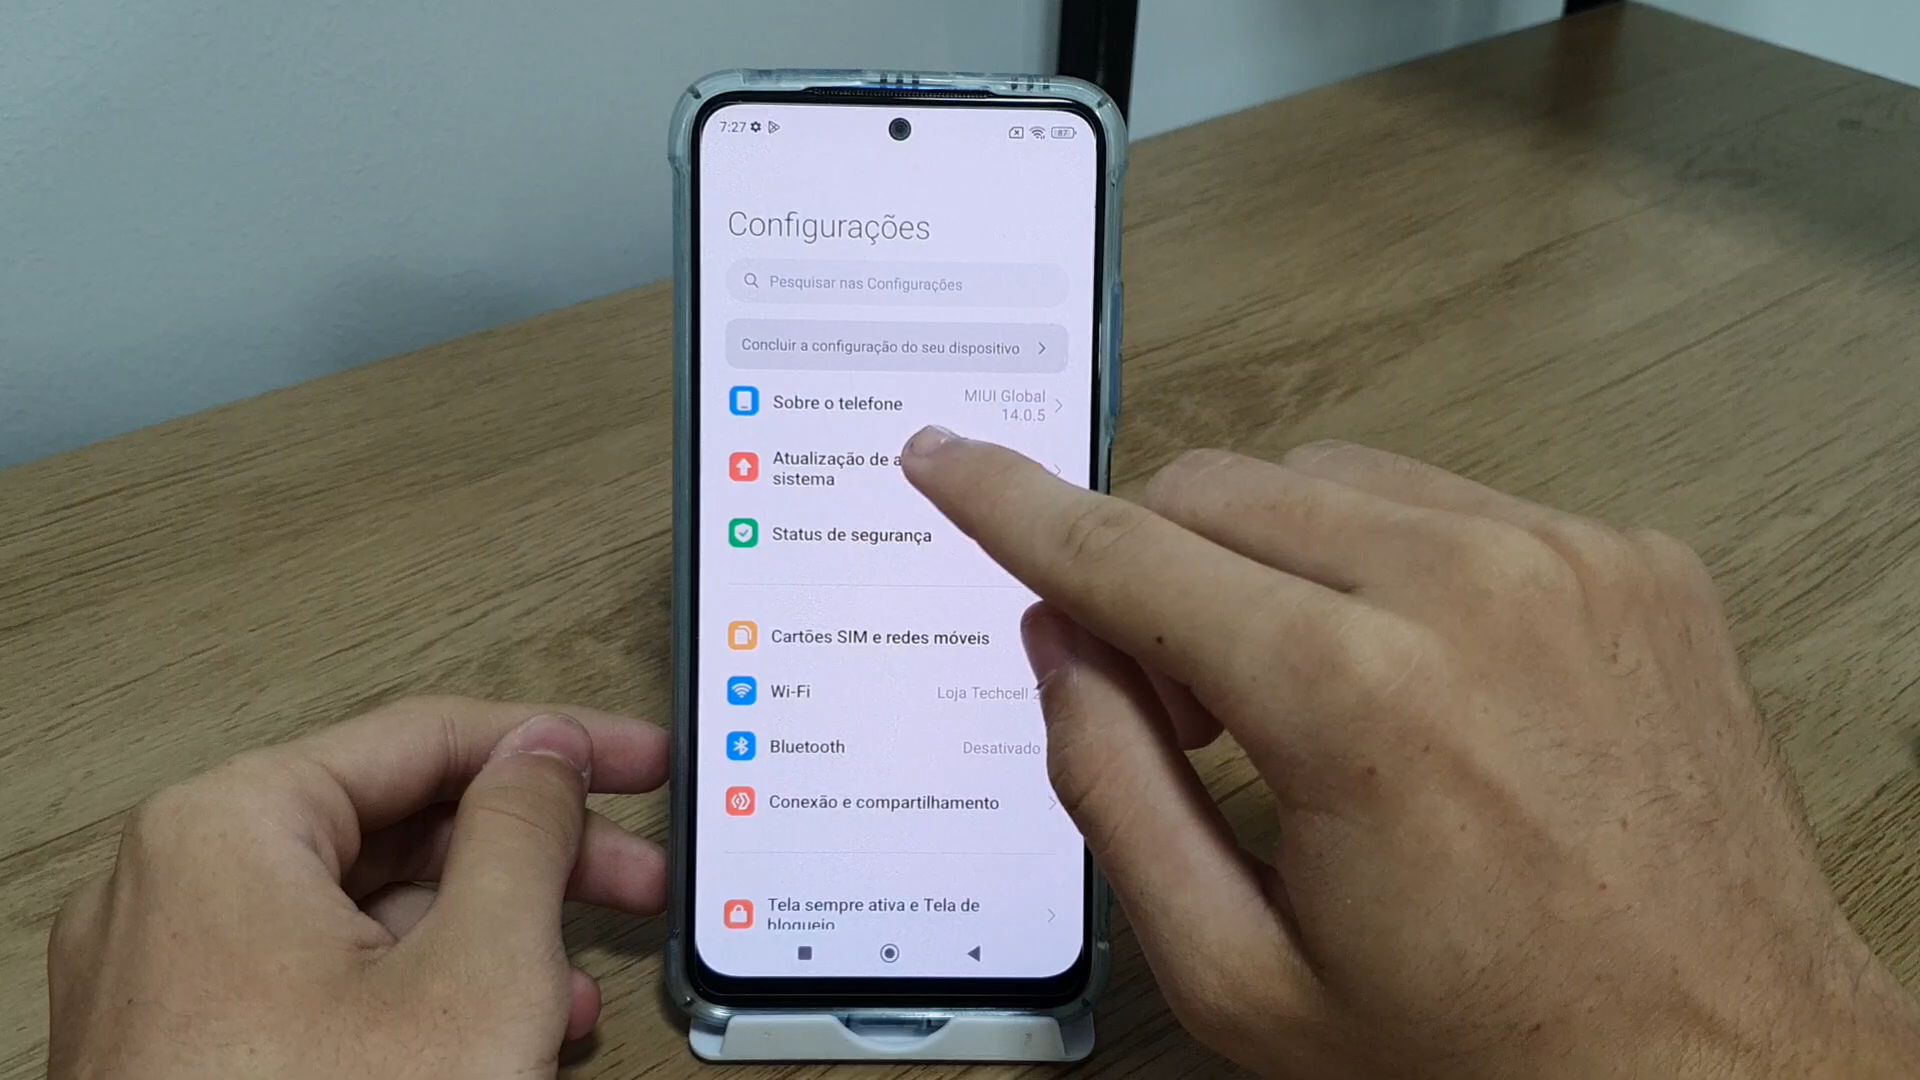 7:27
87
Configurações
Pesquisar nas Configurações
Concluir a configuração do seu dispositivo
Sobre o telefone
MIUI Global
14.0.5
Atualização de
sistema
Status de segurança
Cartões SIM e redes móveis
Wi-Fi
Loja Techcell
Bluetooth
Desativado
Conexão e compartilhamento
Tela sempre ativa e Tela de
bloqueio